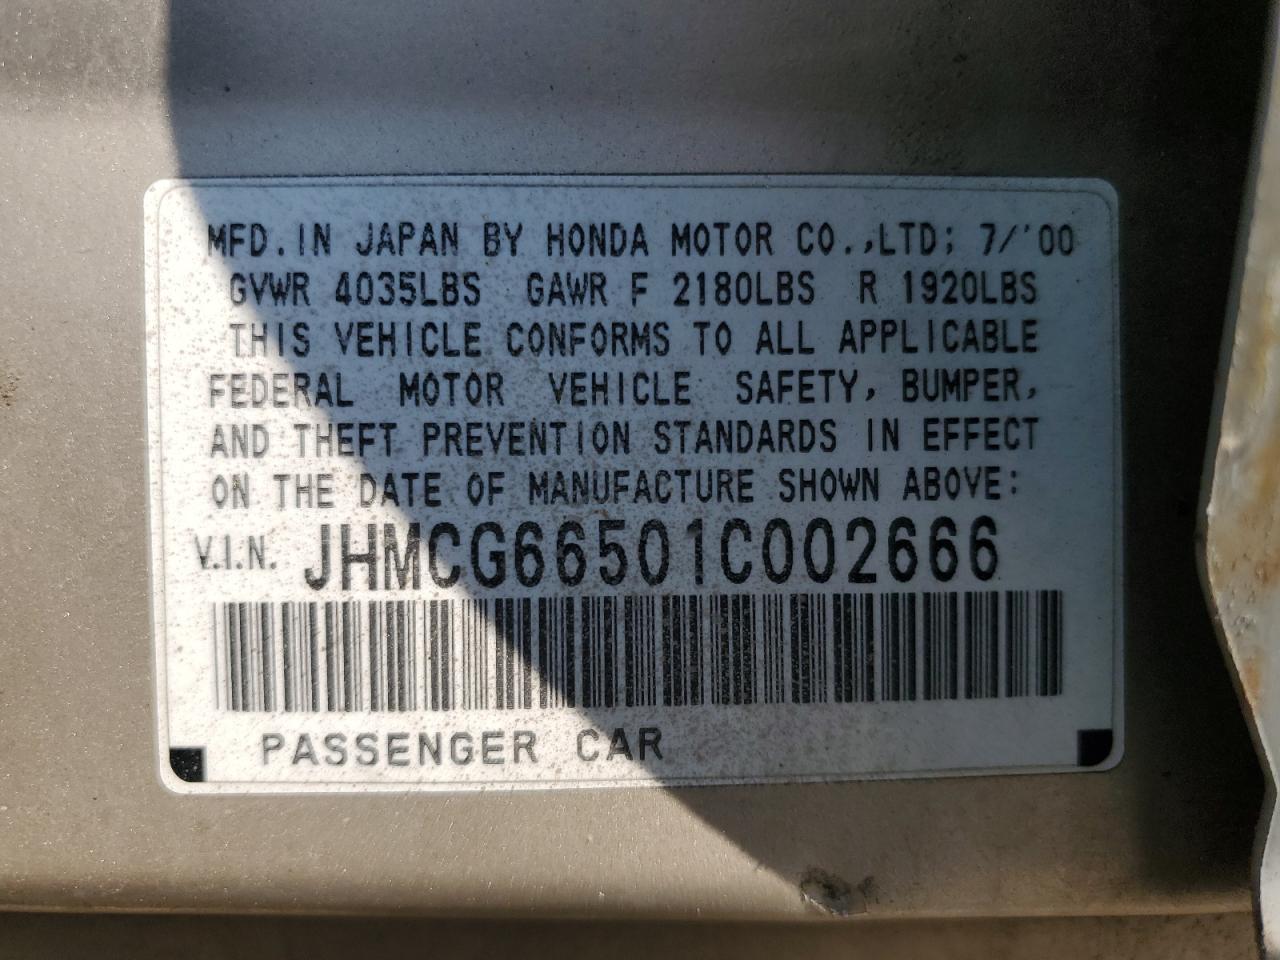 MFD. IN JAPAN BY HONDA MOTOR CO.,LTD; 7/'00
GVWR 4035LBS GAWR F 2180LBS R 1920LBS
THIS VEHICLE CONFORMS TO ALL APPLICABLE
FEDERAL MOTOR VEHICLE SAFETY, BUMPER,
AND THEFT PREVENTION STANDARDS IN EFFECT
ON THE DATE OF MANUFACTURE SHOWN ABOVE:
V.I.N. JHMCG66501C002666
PASSENGER CAR